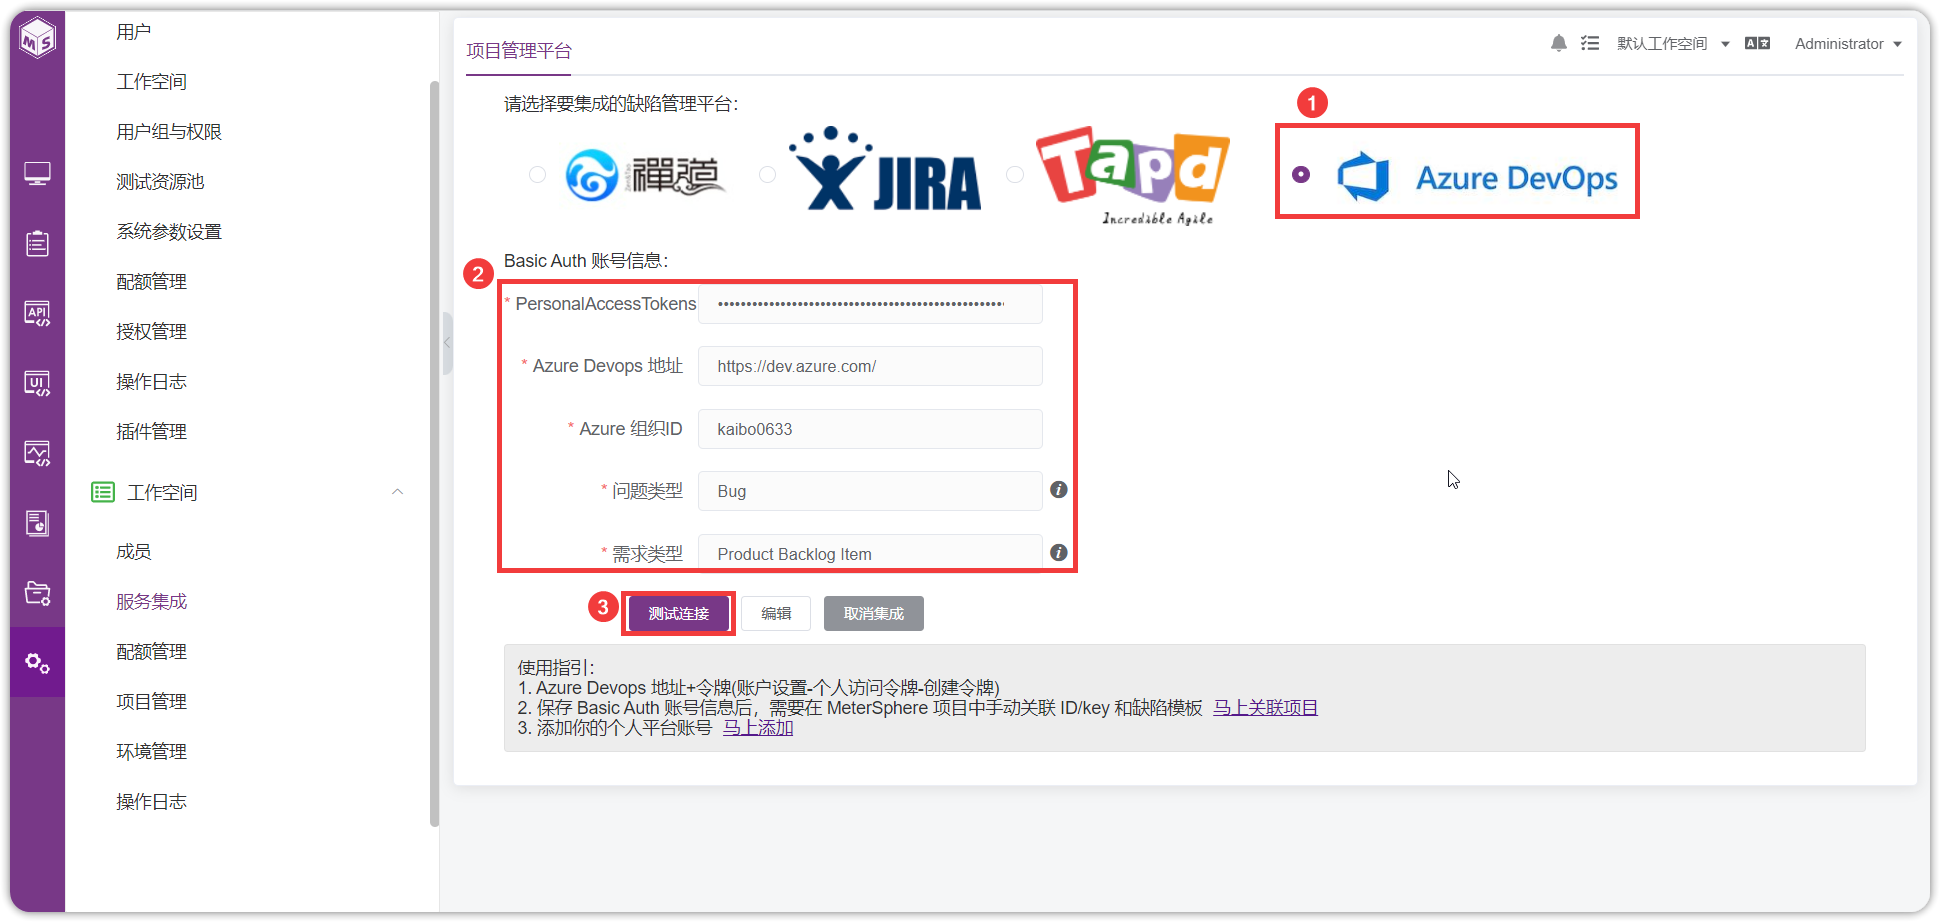 MS
用户
工作空间
用户组与权限
测试资源池
系统参数设置
配额管理
授权管理
操作日志
插件管理
工作空间
成员
服务集成
配额管理
项目管理
环境管理
操作日志
API
UI
项目管理平台
默认工作空间
Administrator
请选择要集成的缺陷管理平台：
1
禪道
JIRA
Tapd
Incredible Agile
Azure DevOps
Basic Auth 账号信息：
2
* PersonalAccessTokens
* Azure Devops 地址 https://dev.azure.com/
* Azure 组织ID kaibo0633
* 问题类型 Bug
* 需求类型 Product Backlog Item
3
测试连接 编辑 取消集成
使用指引：
1. Azure Devops 地址+令牌(账户设置-个人访问令牌-创建令牌)
2. 保存 Basic Auth 账号信息后，需要在 MeterSphere 项目中手动关联 ID/key 和缺陷模板 马上关联项目
3. 添加你的个人平台账号 马上添加